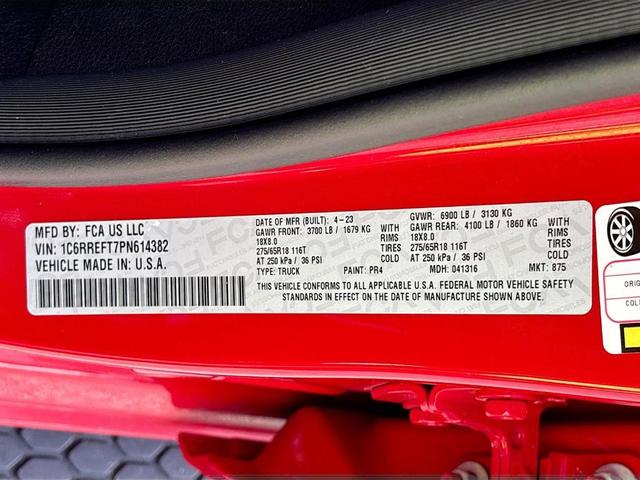 MFD BY: FCA US LLC
VIN: 1C6RREFT7PN614382
VEHICLE MADE IN: U.S.A.
DATE OF MFR (BUILT): 4-23
GAWR FRONT: 3700 LB / 1679 KG WITH
18X8.0 RIMS
275/65R18 116T TIRES
AT 250 kPa / 36 PSI COLD
TYPE: TRUCK PAINT: PR4
GVWR: 6900 LB / 3130 KG
GAWR REAR: 4100 LB / 1860 KG WITH
18X8.0 RIMS
275/65R18 116T TIRES
AT 250 kPa / 36 PSI COLD
MDH: 041316 MKT: 875
THIS VEHICLE CONFORMS TO ALL APPLICABLE U.S.A. FEDERAL MOTOR VEHICLE SAFETY
STANDARDS IN EFFECT ON THE DATE OF MANUFACTURE SHOWN ABOVE.
ORIG
COL